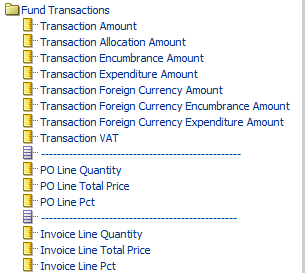 Fund Transactions
Transaction Amount
Transaction Allocation Amount
Transaction Encumbrance Amount
Transaction Expenditure Amount
Transaction Foreign Currency Amount
Transaction Foreign Currency Encumbrance Amount
Transaction Foreign Currency Expenditure Amount
Transaction VAT
--------------------------------------------------
PO Line Quantity
PO Line Total Price
PO Line Pct
-------------------------------------------------
Invoice Line Quantity
Invoice Line Total Price
Invoice Line Pct